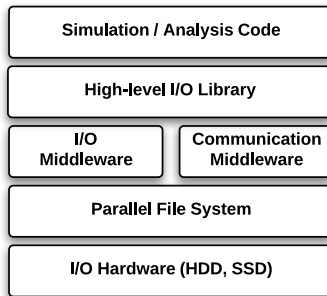 Simulation / Analysis Code
High-level I/O Library
I/O
Middleware
Communication
Middleware
Parallel File System
I/O Hardware (HDD, SSD)